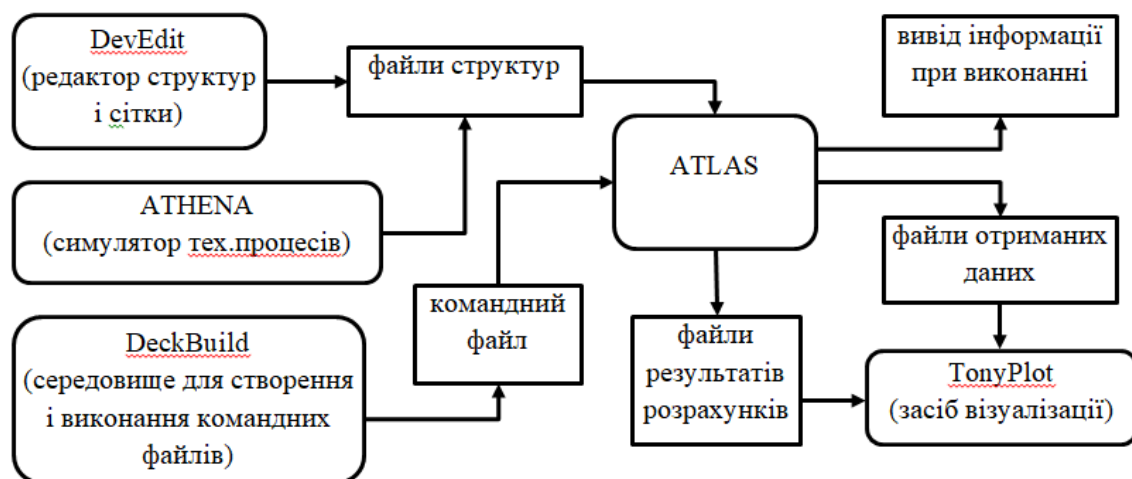 DevEdit
(редактор структур
і сітки)
файли структур
вивід інформації
при виконанні
ATLAS
ATHENA
(симулятор тех.процесів)
файли отриманих
даних
командний
файл
DeckBuild
(середовище для створення
і виконання командних
файлів)
файли
результатів
розрахунків
TonyPlot
(засіб візуалізації)